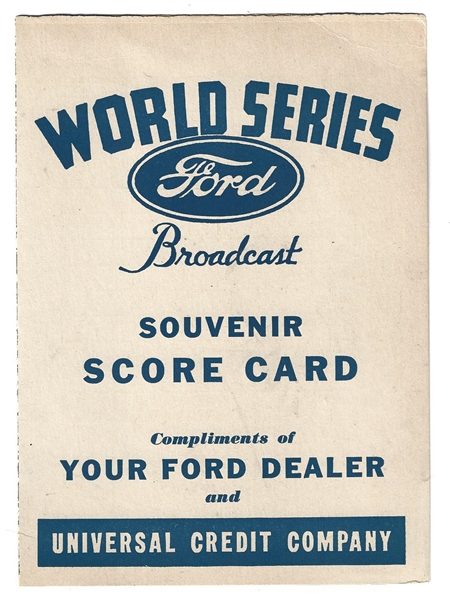 WORLD SERIES
Ford
Broadcast
SOUVENIR
SCORE CARD
Compliments of
YOUR FORD DEALER
and
UNIVERSAL CREDIT COMPANY